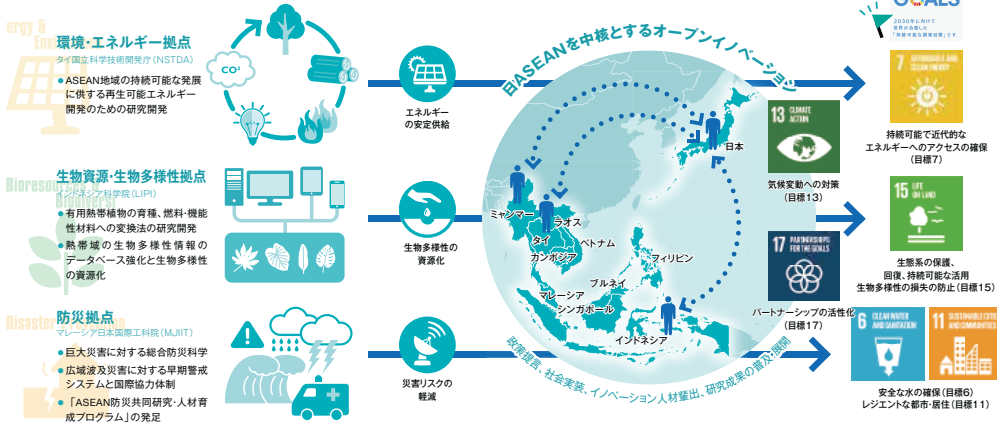 ergy &
環境・エネルギー拠点
タイ国立科学技術開発庁(NSTDA)
● ASEAN地域の持続可能な発展
に供する再生可能エネルギー
開発のための研究開発
CO²
エネルギー
の安定供給
Bioresources &
生物資源・生物多様性拠点
インドネシア科学院(LIPI)
● 有用熱帯植物の育種、燃料・機能
性材料への変換法の研究開発
● 熱帯域の生物多様性情報の
データベース強化と生物多様性
の資源化
生物多様性の
資源化
防災拠点
マレーシア日本国際工科院(MJIIT)
● 巨大災害に対する総合防災科学
● 広域波及災害に対する早期警戒
システムと国際協力体制
● 「ASEAN防災共同研究・人材育
成プログラム」の発足
災害リスクの
軽減
日ASEANを中核とするオープンイノベーション
日本
ミャンマー
ラオス
タイ
ベトナム
カンボジア
フィリピン
ブルネイ
マレーシア
シンガポール
インドネシア
政策提言、社会実装、イノベーション人材輩出、研究成果の普及・展開
13 CLIMATE
ACTION
気候変動への対策
(目標13)
17 PARTNERSHIPS
FOR THE GOALS
パートナーシップの活性化
(目標17)
GOALS
2030年に向けて
世界が合意した
「持続可能な開発目標」です
7 AFFORDABLE AND
CLEAN ENERGY
持続可能で近代的な
エネルギーへのアクセスの確保
(目標7)
15 LIFE
ON LAND
生態系の保護、
回復、持続可能な活用
生物多様性の損失の防止(目標15)
6 CLEAN WATER
AND SANITATION
11 SUSTAINABLE CITIES
AND COMMUNITIES
安全な水の確保(目標6)
レジエントな都市・居住(目標11)